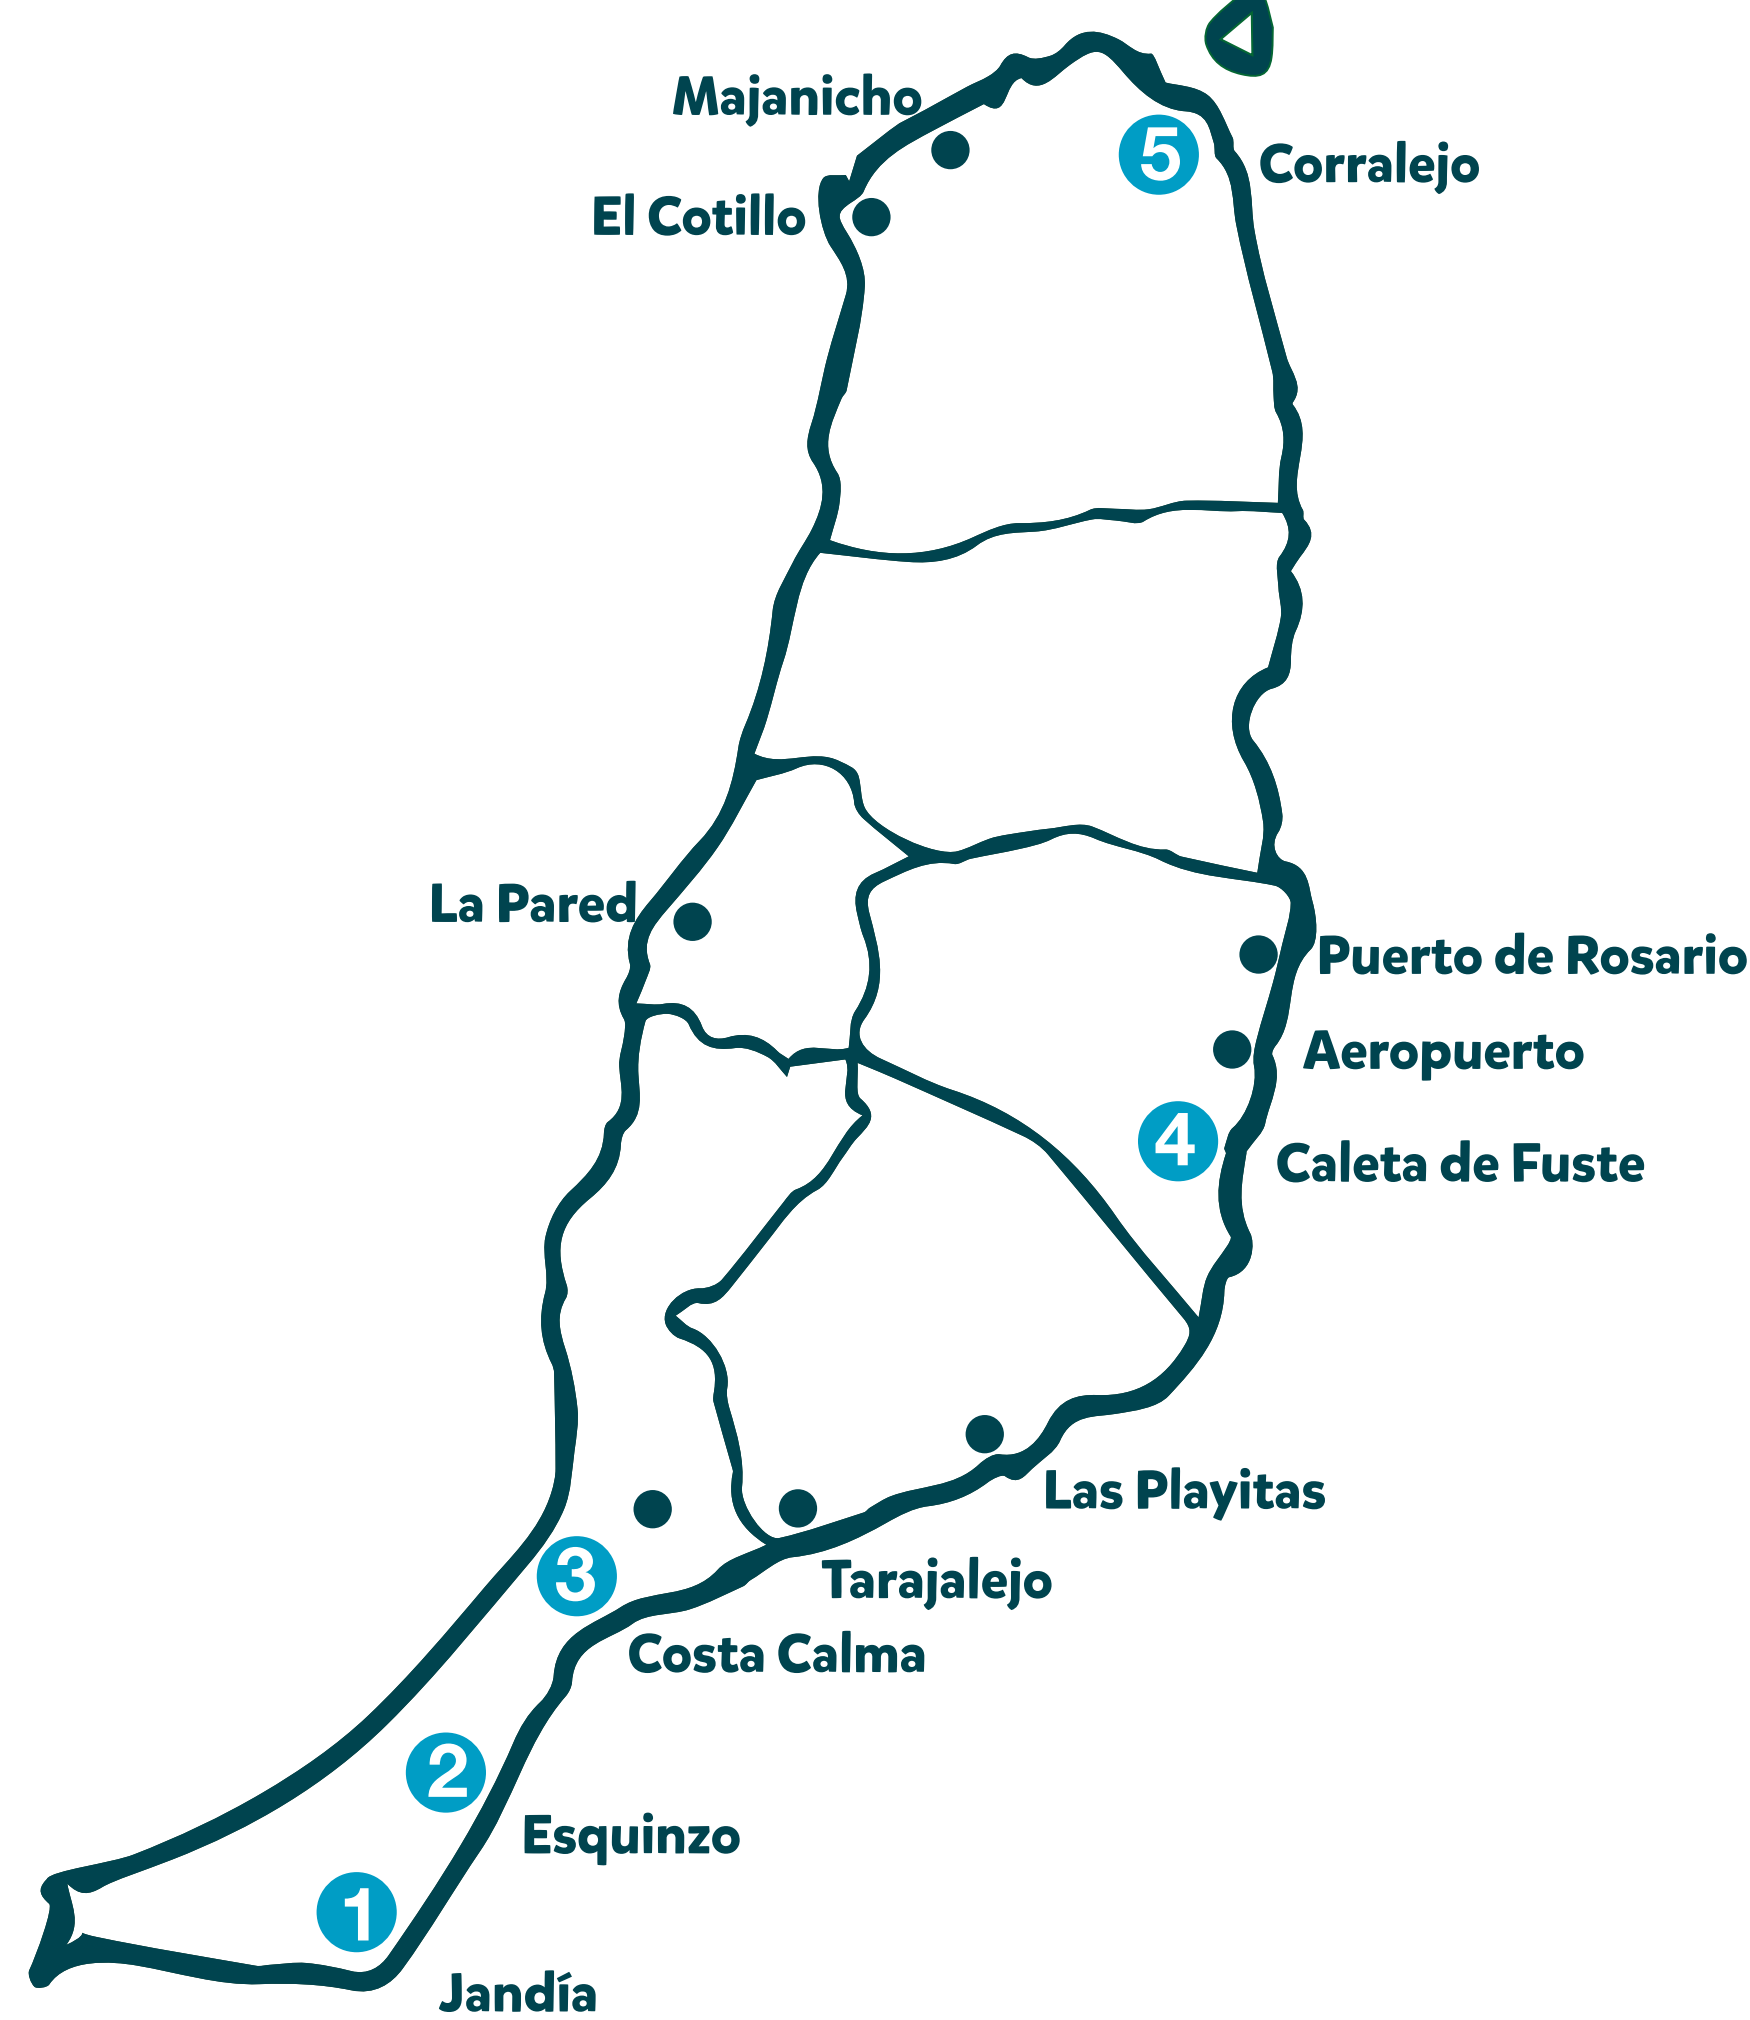 Majanicho
5
Corralejo
El Cotillo
La Pared
Puerto de Rosario
Aeropuerto
4
Caleta de Fuste
Las Playitas
3
Tarajalejo
Costa Calma
2
Esquinzo
1
Jandía